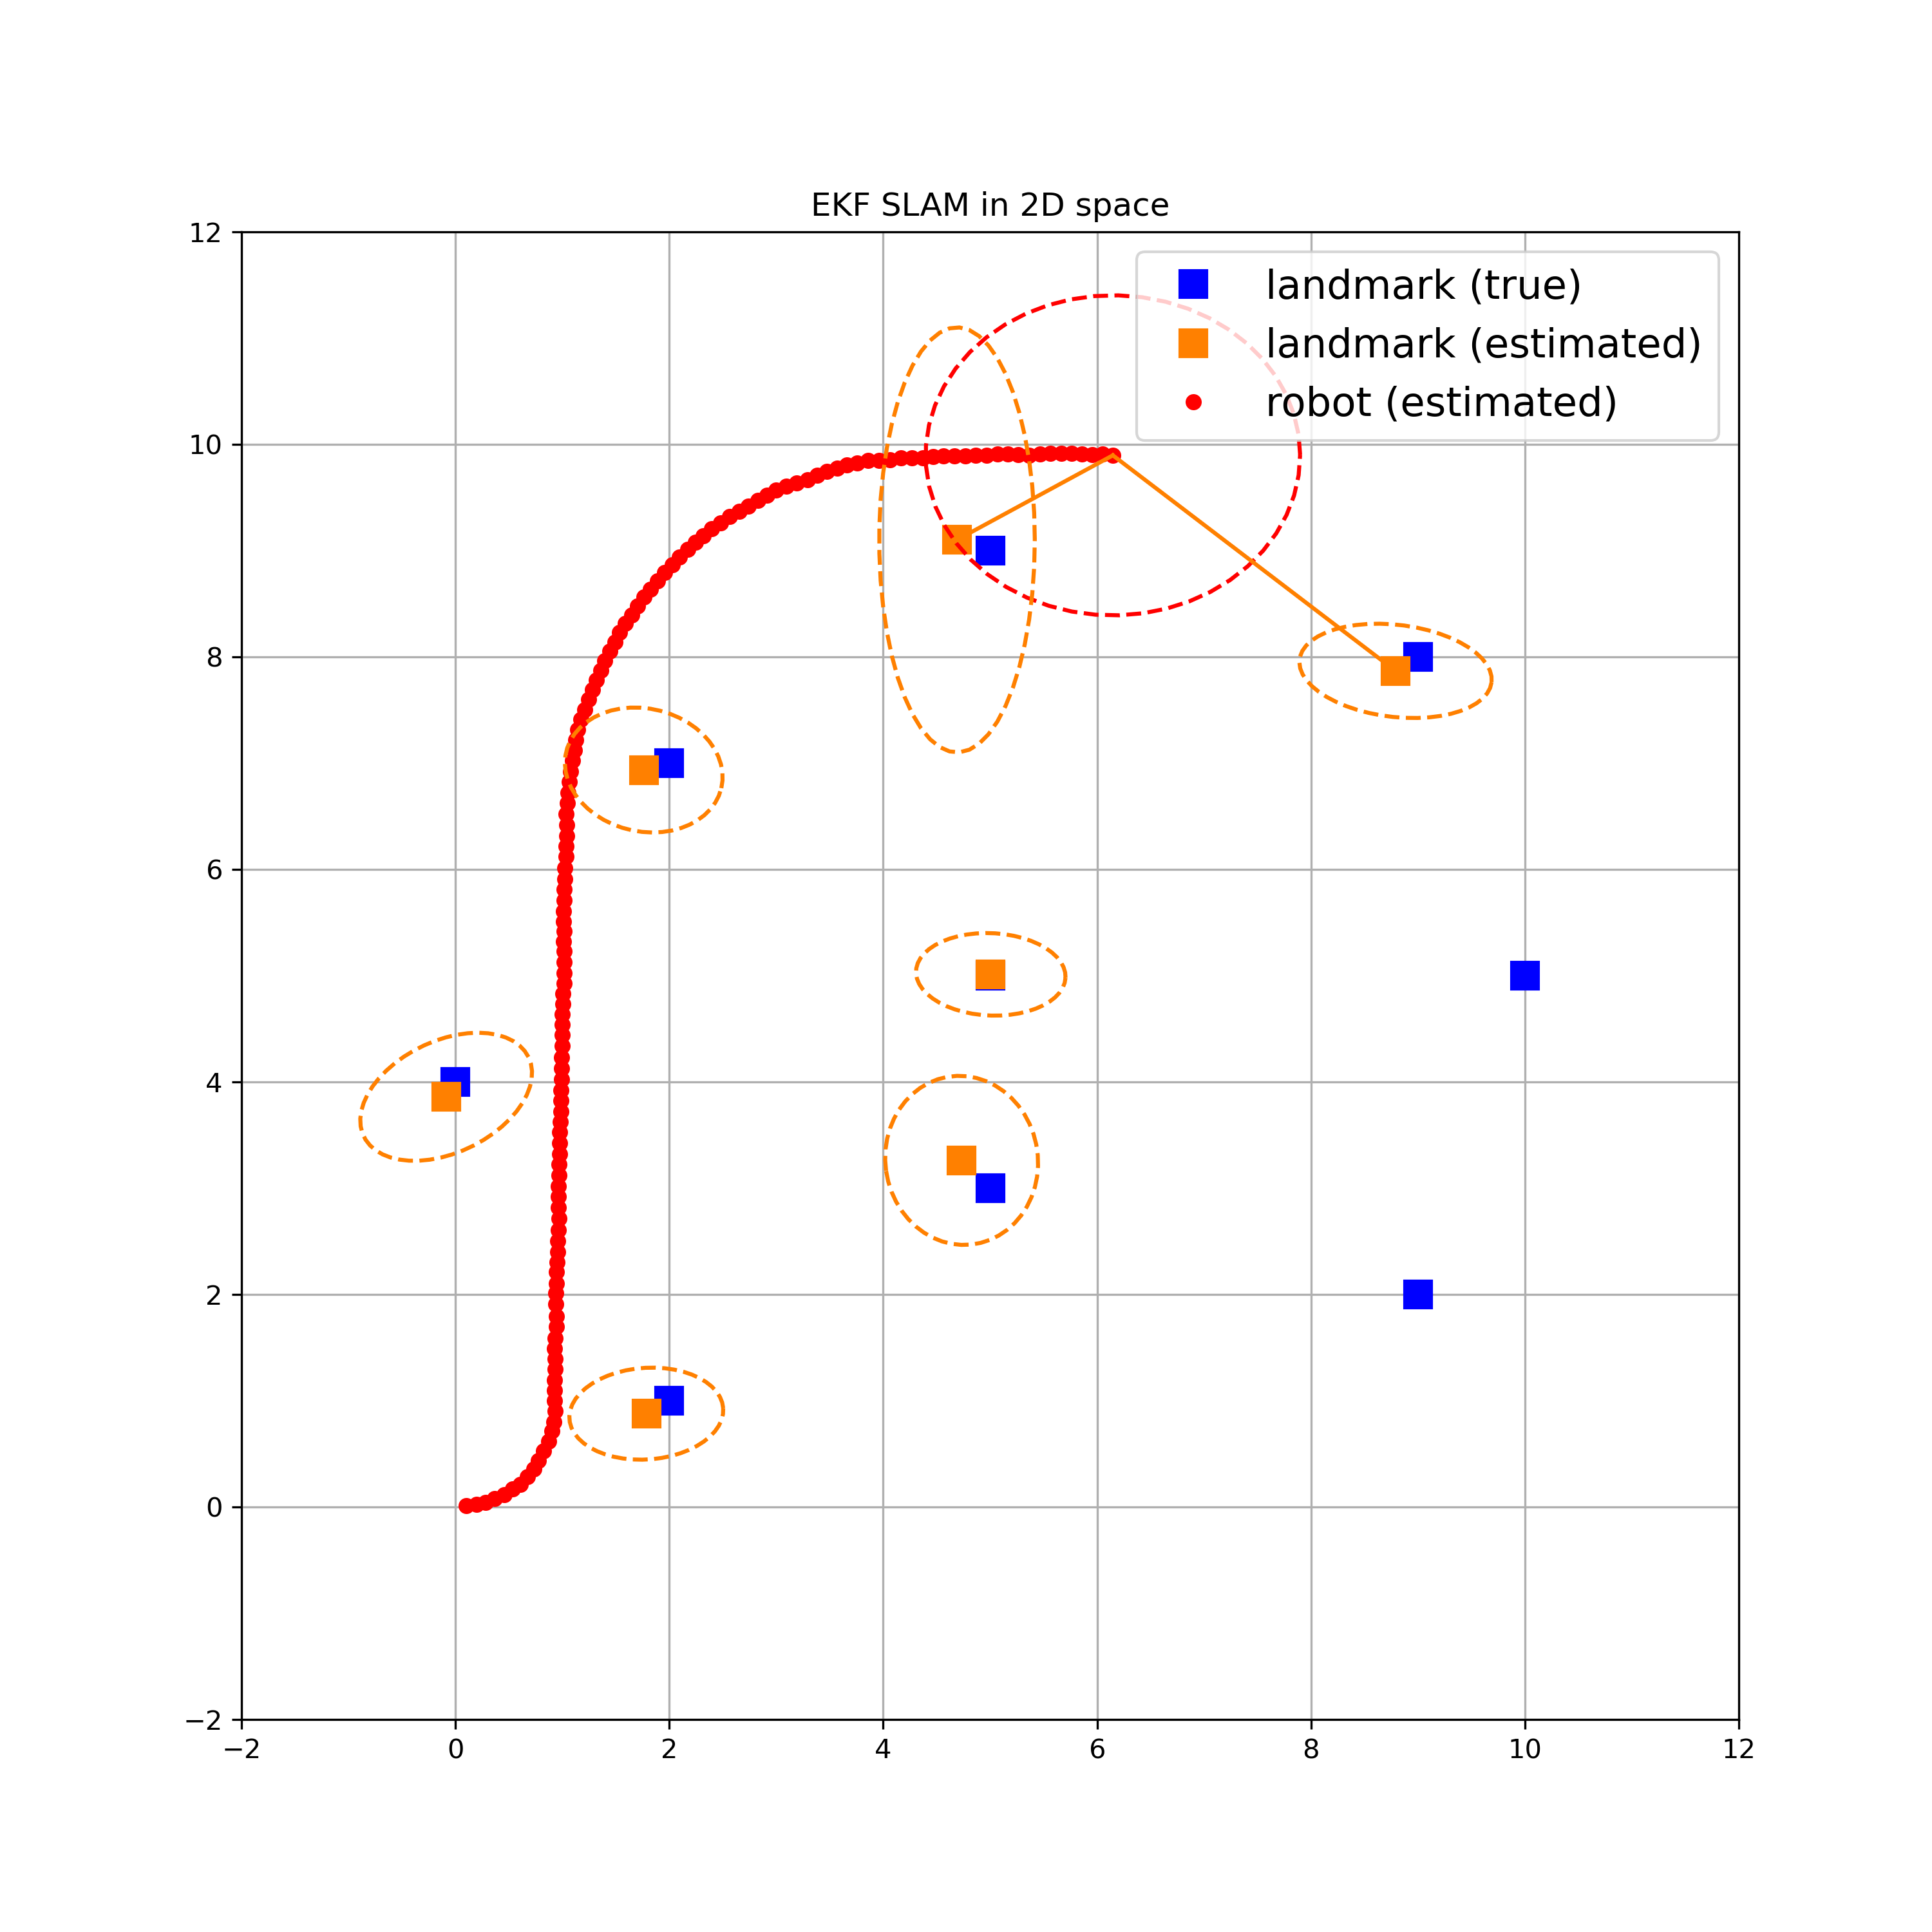 EKF SLAM in 2D space
landmark (true)
landmark (estimated)
robot (estimated)
12
10
8
6
4
2
0
−2
−2 0 2 4 6 8 10 12